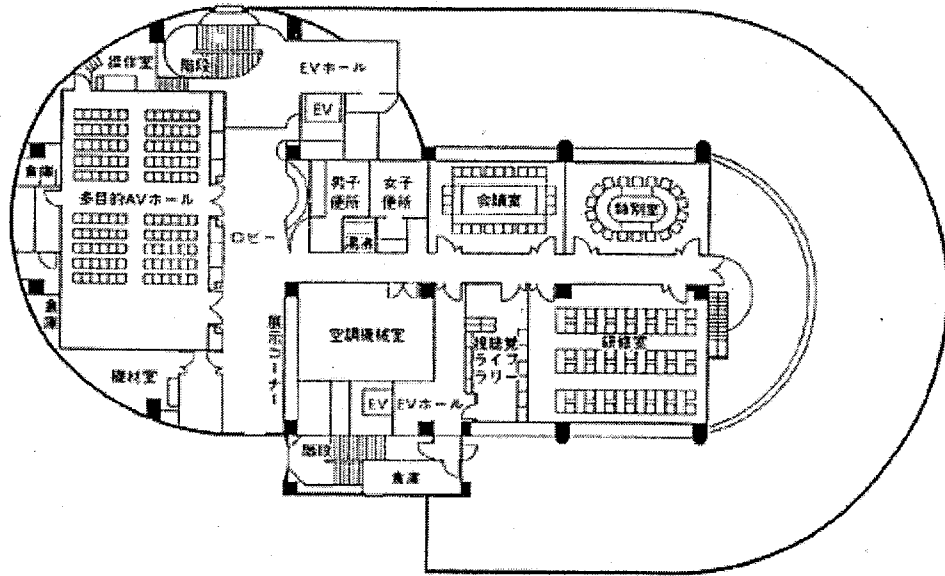 操作室
階段
EVホール
EV
倉庫
多目的AVホール
ロビー
男子
便所
女子
便所
湯沸
会議室
特別室
倉庫
展示コーナー
空調機械室
視聴覚
ライブ
ラリー
研修室
機材室
EV
EVホール
階段
倉庫